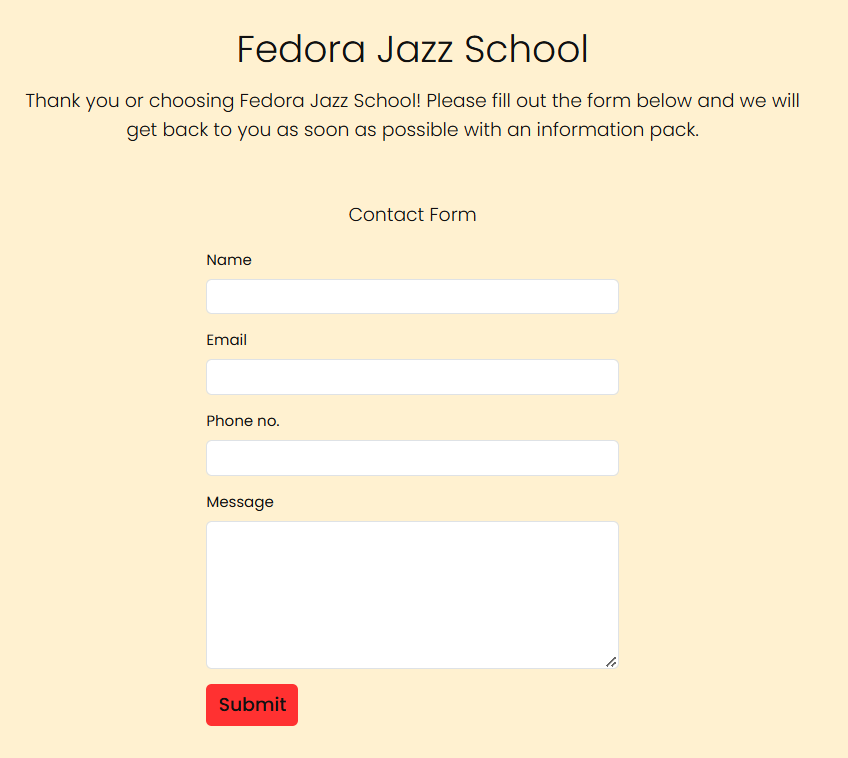 Fedora Jazz School
Thank you or choosing Fedora Jazz School! Please fill out the form below and we will
get back to you as soon as possible with an information pack.
Contact Form
Name
Email
Phone no.
Message
Submit